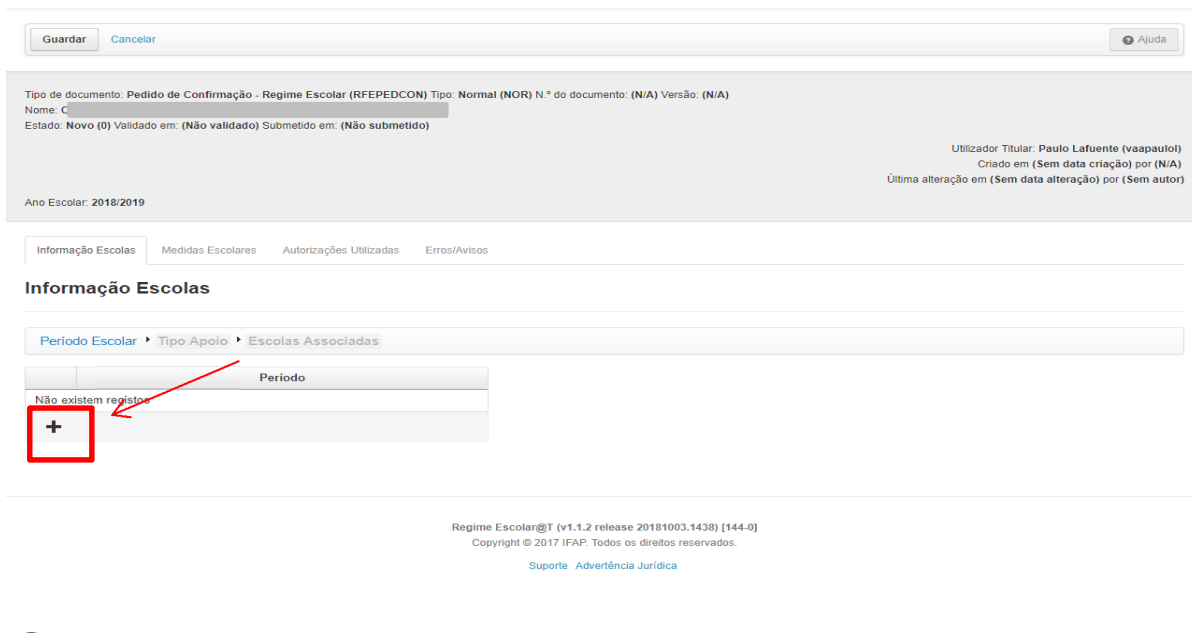 Guardar Cancelar Ajuda
Tipo de documento: Pedido de Confirmação - Regime Escolar (RFEPEDCON) Tipo: Normal (NOR) N.º do documento: (N/A) Versão: (N/A)
Nome: C
Estado: Novo (0) Validado em: (Não validado) Submetido em: (Não submetido)
Utilizador Titular: Paulo Lafuente (vaapaulol)
Criado em (Sem data criação) por (N/A)
Última alteração em (Sem data alteração) por (Sem autor)
Ano Escolar: 2018/2019
Informação Escolas Medidas Escolares Autorizações Utilizadas Erros/Avisos
Informação Escolas
Período Escolar Tipo Apoio Escolas Associadas
Período
Não existem registos
Regime Escolar@T (v1.1.2 release 20181003.1438) [144-0]
Copyright © 2017 IFAP. Todos os direitos reservados.
Suporte Advertência Jurídica